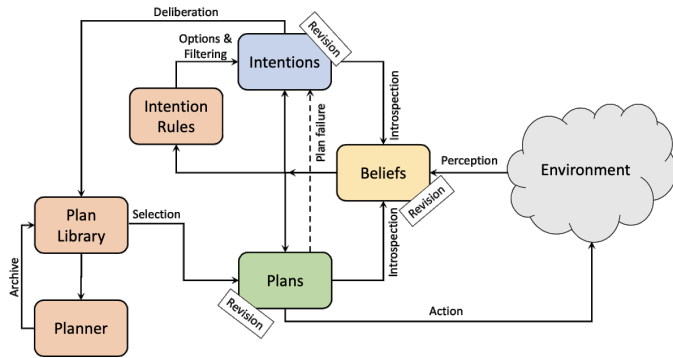 Deliberation
Options &
Filtering
Intentions
Revision
Intention
Rules
Plan failure
Introspection
Beliefs
Revision
Perception
Environment
Plan
Library
Selection
Introspection
Plans
Revision
Archive
Planner
Action